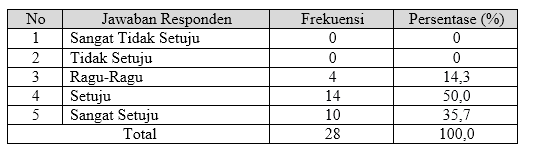 No Jawaban Responden Frekuensi Persentase (%)
1 Sangat Tidak Setuju 0 0
2 Tidak Setuju 0 0
3 Ragu-Ragu 4 14,3
4 Setuju 14 50,0
5 Sangat Setuju 10 35,7
Total 28 100,0